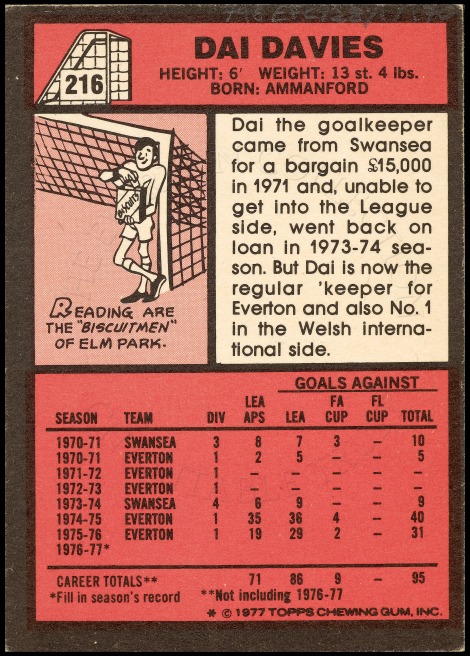 216
DAI DAVIES
HEIGHT: 6' WEIGHT: 13 st. 4 lbs.
BORN: AMMANFORD
BISCUITS
READING ARE
THE "BISCUITMEN"
OF ELM PARK.
Dai the goalkeeper
came from Swansea
for a bargain £15,000
in 1971 and, unable to
get into the League
side, went back on
loan in 1973-74 sea-
son. But Dai is now the
regular 'keeper for
Everton and also No. 1
in the Welsh interna-
tional side.
GOALS AGAINST
LEA FA FL
SEASON TEAM DIV APS LEA CUP CUP TOTAL
1970-71 SWANSEA 3 8 7 3 – 10
1970-71 EVERTON 1 2 5 – – 5
1971-72 EVERTON 1 – – – – –
1972-73 EVERTON 1 – – – – –
1973-74 SWANSEA 4 6 9 – – 9
1974-75 EVERTON 1 35 36 4 – 40
1975-76 EVERTON 1 19 29 2 – 31
1976-77*
CAREER TOTALS** 71 86 9 – 95
*Fill in season's record **Not including 1976-77
* © 1977 TOPPS CHEWING GUM, INC.